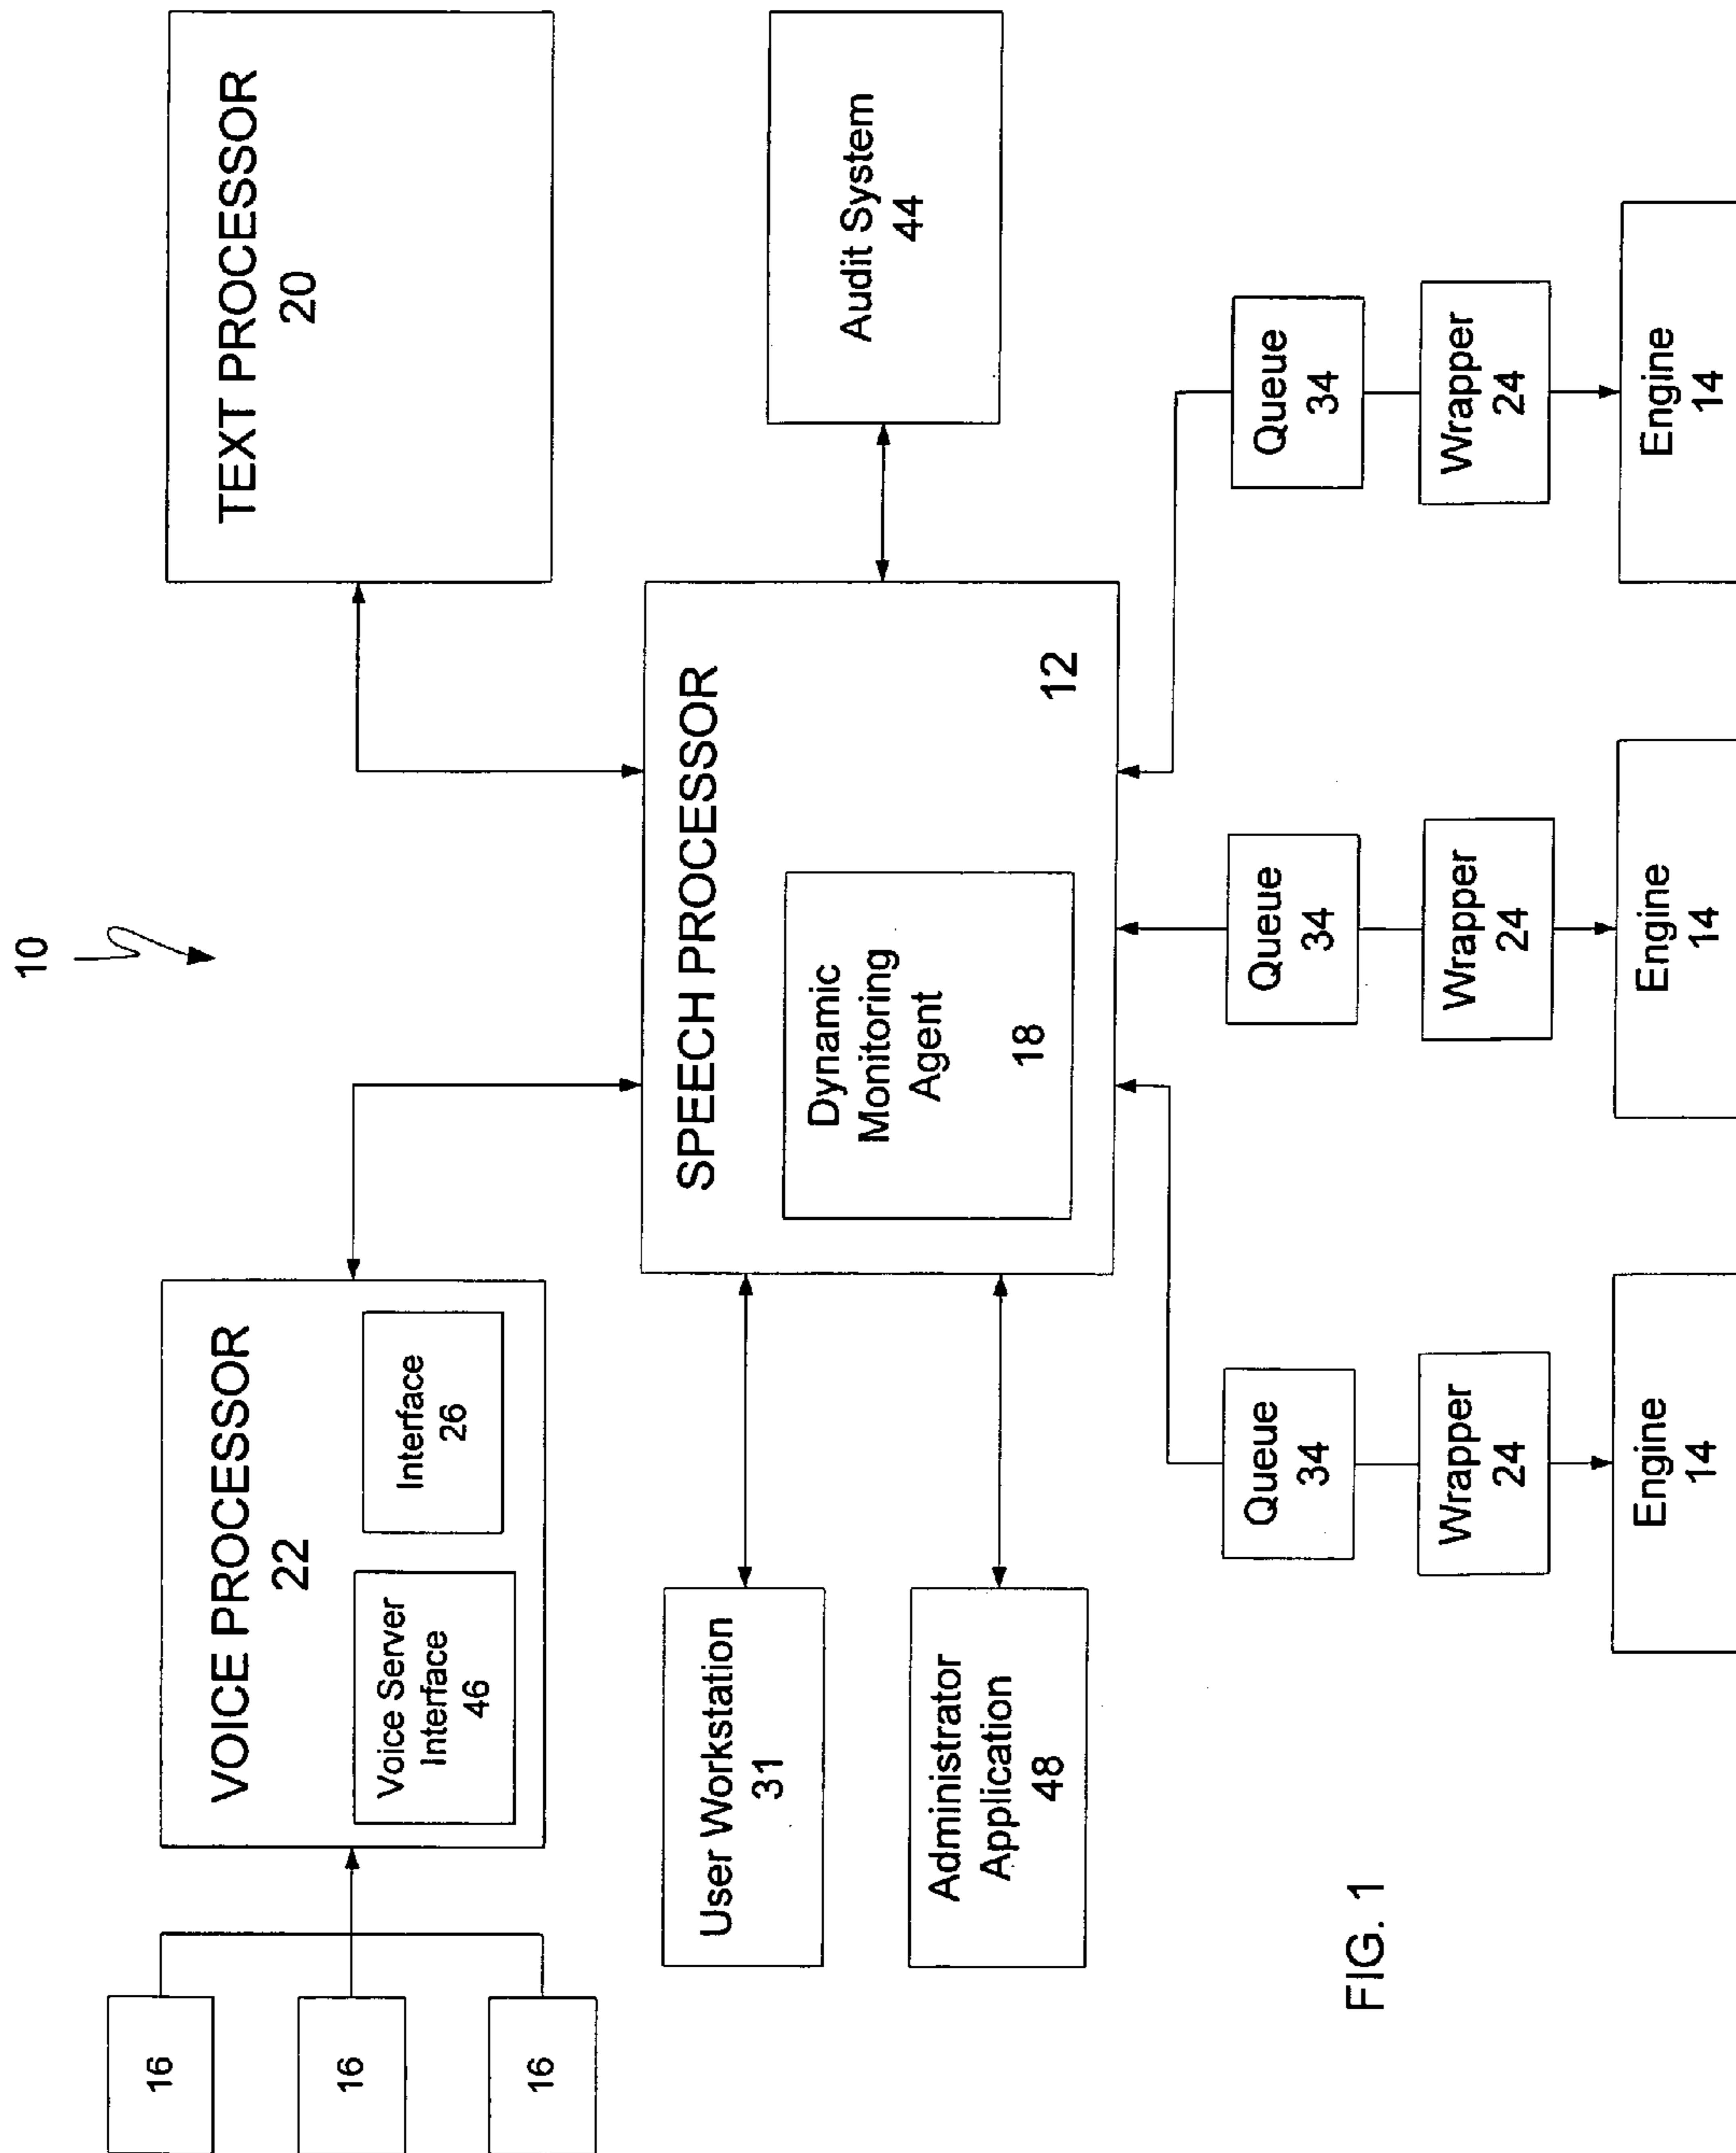 10
16
16
16
VOICE PROCESSOR
22
Voice Server
Interface
46
Interface
26
TEXT PROCESSOR
20
User Workstation
31
Administrator
Application
48
SPEECH PROCESSOR
Dynamic
Monitoring
Agent
18
12
Audit System
44
Queue
34
Wrapper
24
Engine
14
Queue
34
Wrapper
24
Engine
14
Queue
34
Wrapper
24
Engine
14
FIG. 1